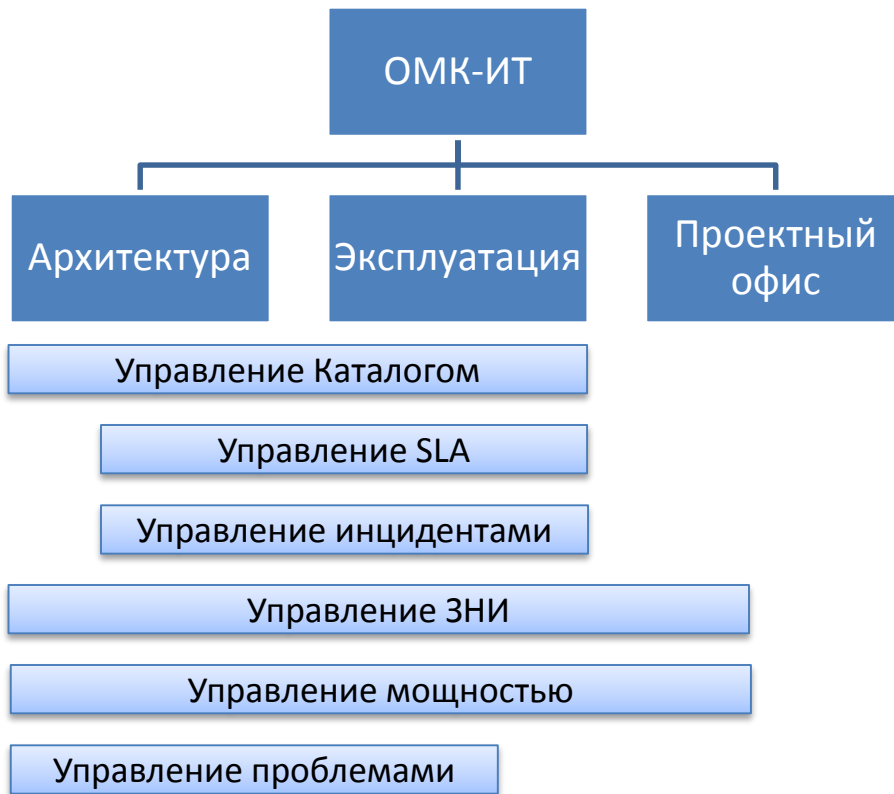 ОМК-ИТ
Архитектура
Эксплуатация
Проектный
офис
Управление Каталогом
Управление SLA
Управление инцидентами
Управление ЗНИ
Управление мощностью
Управление проблемами